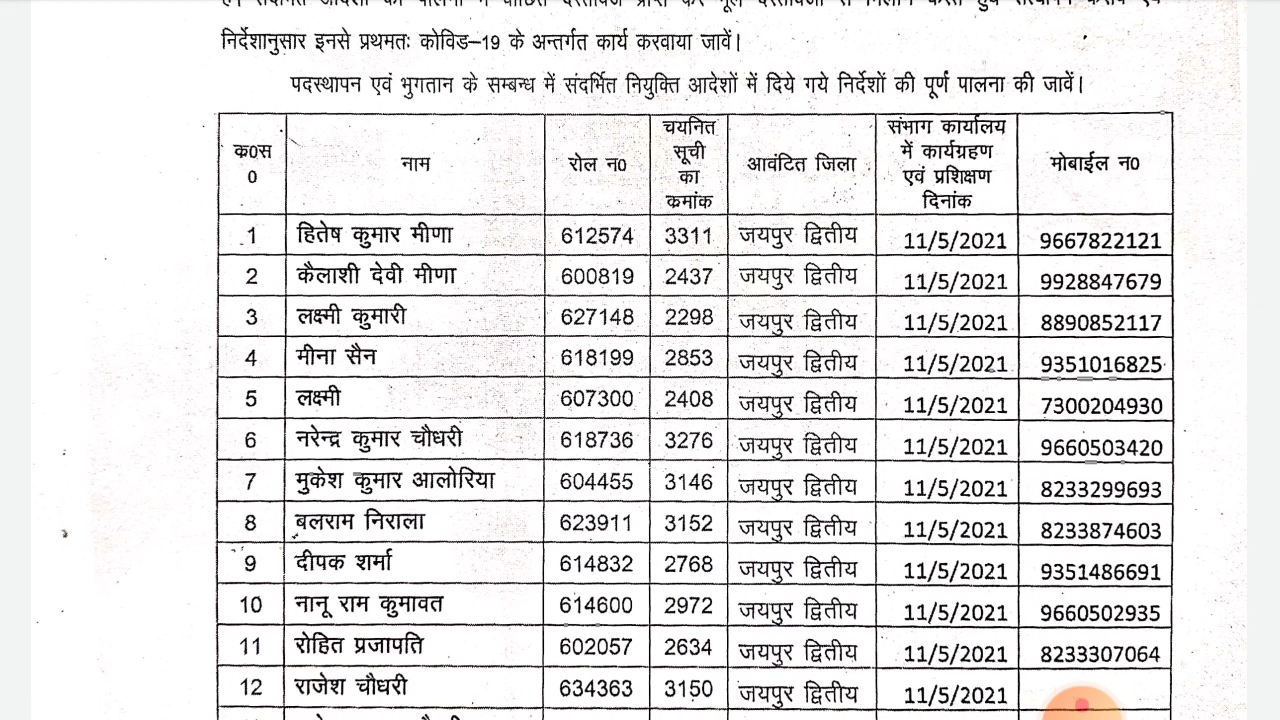 निर्देशानुसार इनसे प्रथमतः कोविड–19 के अन्तर्गत कार्य करवाया जावें।
पदस्थापन एवं भुगतान के सम्बन्ध में संदर्भित नियुक्ति आदेशों में दिये गये निर्देशों की पूर्ण पालना की जावें।
क0स0 नाम रोल न0 चयनित सूची का क्रमांक आवंटित जिला संभाग कार्यालय में कार्यग्रहण एवं प्रशिक्षण दिनांक मोबाईल न0
1 हितेष कुमार मीणा 612574 3311 जयपुर द्वितीय 11/5/2021 9667822121
2 कैलाशी देवी मीणा 600819 2437 जयपुर द्वितीय 11/5/2021 9928847679
3 लक्ष्मी कुमारी 627148 2298 जयपुर द्वितीय 11/5/2021 8890852117
4 मीना सैन 618199 2853 जयपुर द्वितीय 11/5/2021 9351016825
5 लक्ष्मी 607300 2408 जयपुर द्वितीय 11/5/2021 7300204930
6 नरेन्द्र कुमार चौधरी 618736 3276 जयपुर द्वितीय 11/5/2021 9660503420
7 मुकेश कुमार आलोरिया 604455 3146 जयपुर द्वितीय 11/5/2021 8233299693
8 बलराम निराला 623911 3152 जयपुर द्वितीय 11/5/2021 8233874603
9 दीपक शर्मा 614832 2768 जयपुर द्वितीय 11/5/2021 9351486691
10 नानू राम कुमावत 614600 2972 जयपुर द्वितीय 11/5/2021 9660502935
11 रोहित प्रजापति 602057 2634 जयपुर द्वितीय 11/5/2021 8233307064
12 राजेश चौधरी 634363 3150 जयपुर द्वितीय 11/5/2021